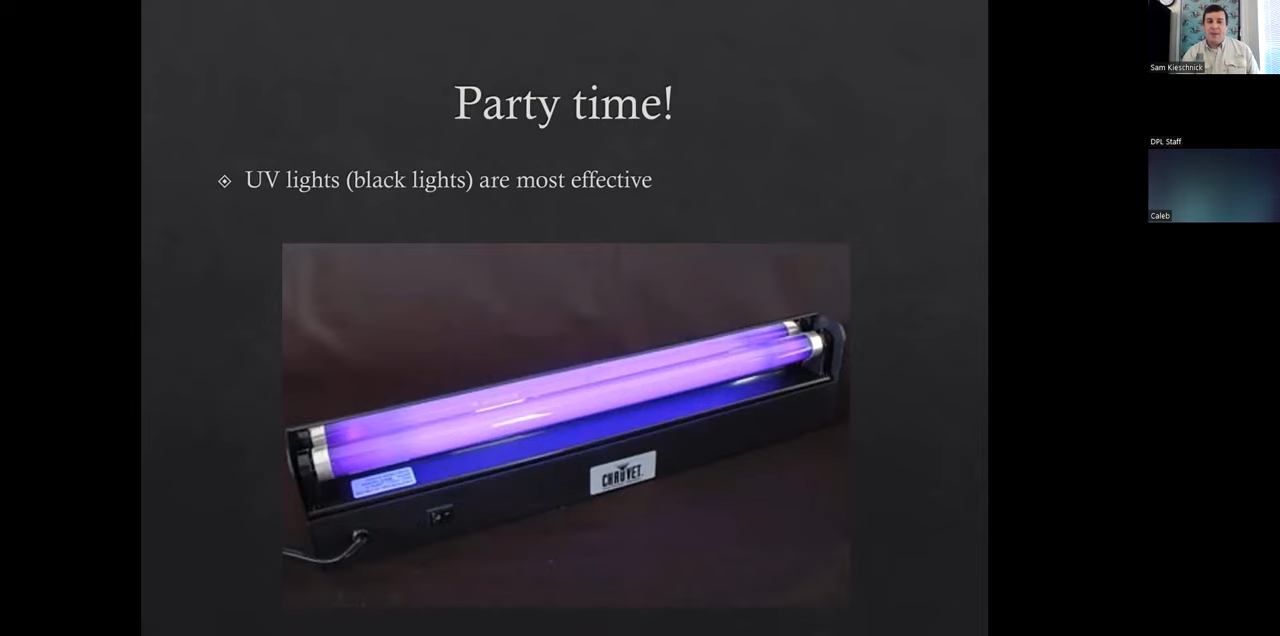 Party time!
UV lights (black lights) are most effective
CHAUVET
Sam Kieschnick
DPL Staff
Caleb